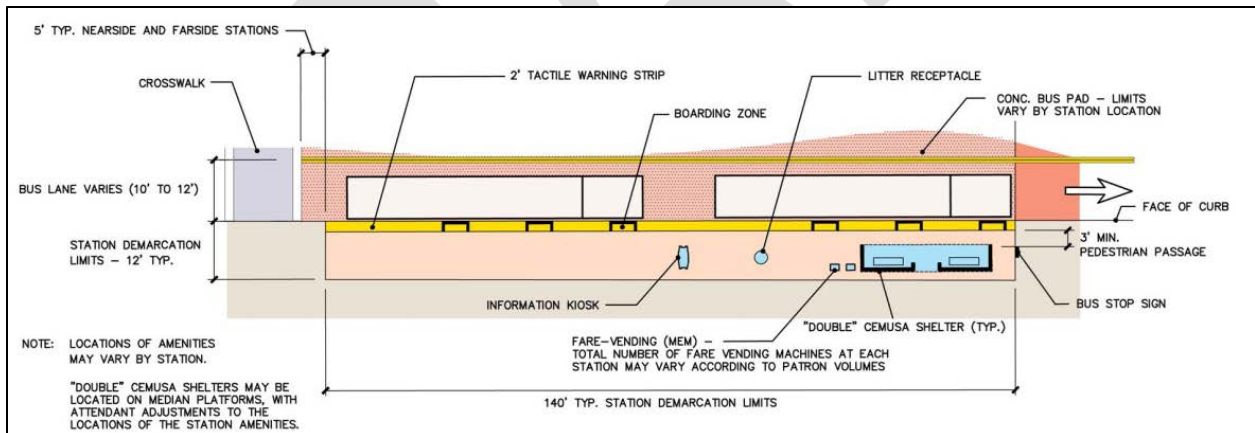 5' TYP. NEARSIDE AND FARSIDE STATIONS
CROSSWALK
2' TACTILE WARNING STRIP
BOARDING ZONE
LITTER RECEPTACLE
CONC. BUS PAD – LIMITS
VARY BY STATION LOCATION
BUS LANE VARIES (10' TO 12')
STATION DEMARCATION
LIMITS – 12' TYP.
FACE OF CURB
3' MIN.
PEDESTRIAN PASSAGE
BUS STOP SIGN
INFORMATION KIOSK
"DOUBLE" CEMUSA SHELTER (TYP.)
FARE-VENDING (MEM) –
TOTAL NUMBER OF FARE VENDING MACHINES AT EACH
STATION MAY VARY ACCORDING TO PATRON VOLUMES
NOTE: LOCATIONS OF AMENITIES
MAY VARY BY STATION.
"DOUBLE" CEMUSA SHELTERS MAY BE
LOCATED ON MEDIAN PLATFORMS, WITH
ATTENDANT ADJUSTMENTS TO THE
LOCATIONS OF THE STATION AMENITIES.
140' TYP. STATION DEMARCATION LIMITS